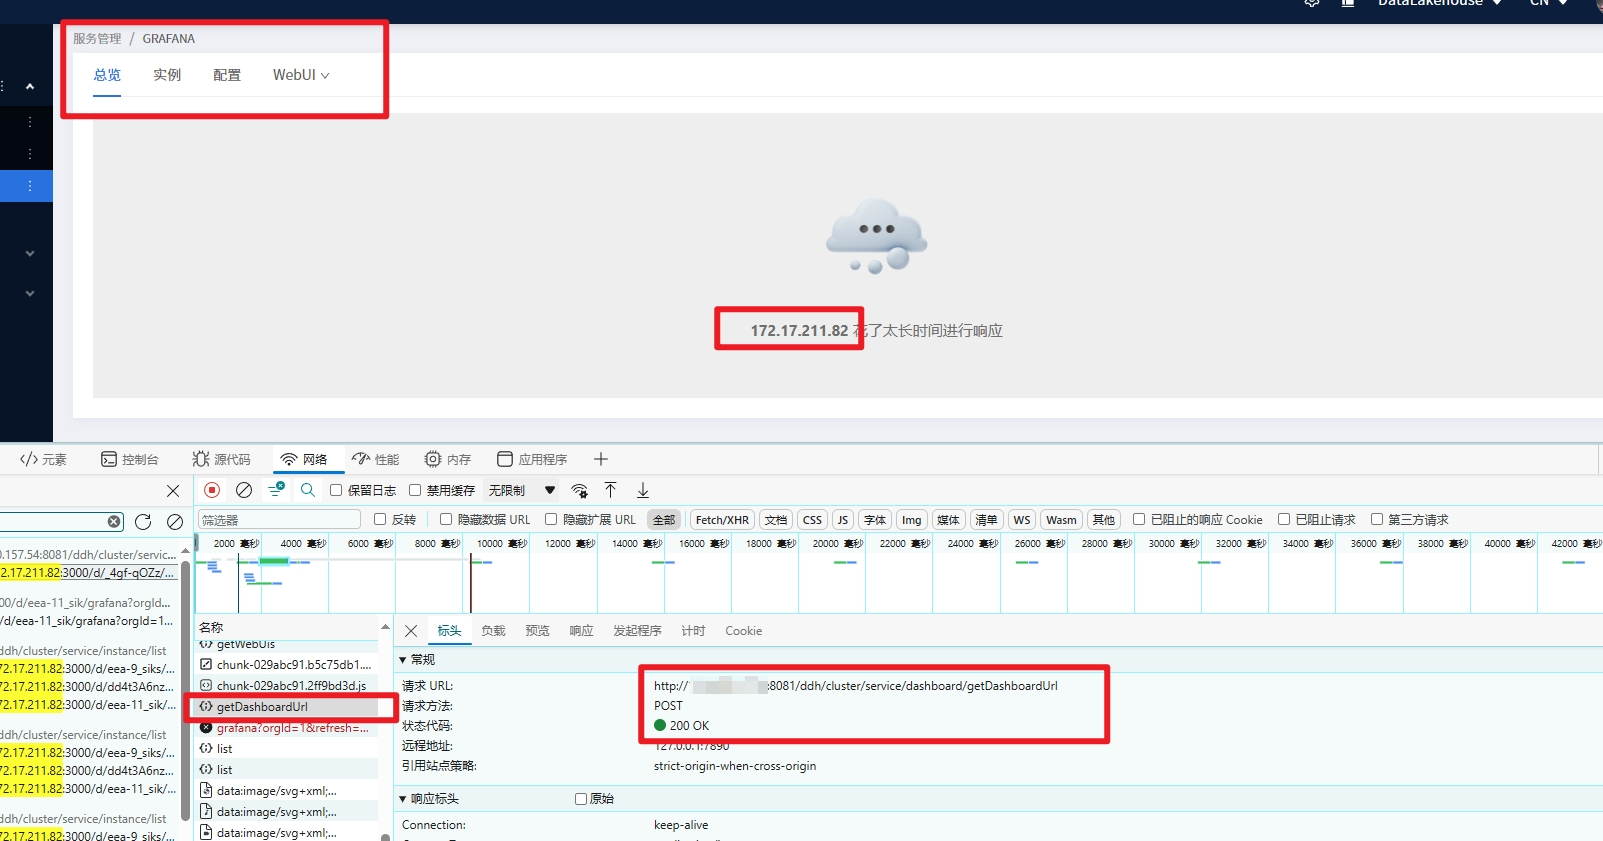 DataLakehouse
CN
服务管理 / GRAFANA
总览 实例 配置 WebUI
172.17.211.82 花了太长时间进行响应
元素 控制台 源代码 网络 性能 内存 应用程序
保留日志 禁用缓存 无限制
筛选器 反转 隐藏数据 URL 隐藏扩展 URL 全部 Fetch/XHR 文档 CSS JS 字体 Img 媒体 清单 WS Wasm 其他 已阻止的响应 Cookie 已阻止请求 第三方请求
2000 毫秒 4000 毫秒 6000 毫秒 8000 毫秒 10000 毫秒 12000 毫秒 14000 毫秒 16000 毫秒 18000 毫秒 20000 毫秒 22000 毫秒 24000 毫秒 26000 毫秒 28000 毫秒 30000 毫秒 32000 毫秒 34000 毫秒 36000 毫秒 38000 毫秒 40000 毫秒 42000 毫秒
0.157.54:8081/ddh/cluster/servic...
2.17.211.82:3000/d/_4gf-qOZz/...
00/d/eea-11_sik/grafana?orgId...
/d/eea-11_sik/grafana?orgId=1...
ddh/cluster/service/instance/list
72.17.211.82:3000/d/eea-9_siks/...
72.17.211.82:3000/d/dd4t3A6nz...
72.17.211.82:3000/d/eea-11_sik/...
ddh/cluster/service/instance/list
72.17.211.82:3000/d/eea-9_siks/...
72.17.211.82:3000/d/dd4t3A6nz...
72.17.211.82:3000/d/eea-11_sik/...
ddh/cluster/service/instance/list
72.17.211.82:3000/d/eea-9_siks/...
名称
getWebUis
chunk-029abc91.b5c75db1....
chunk-029abc91.2ff9bd3d.js
getDashboardUrl
grafana?orgId=1&refresh=...
list
list
data:image/svg+xml;...
data:image/svg+xml;...
data:image/svg+xml;...
标头 负载 预览 响应 发起程序 计时 Cookie
常规
请求 URL: http:// :8081/ddh/cluster/service/dashboard/getDashboardUrl
请求方法: POST
状态代码: 200 OK
远程地址: 127.0.0.1:7890
引用站点策略: strict-origin-when-cross-origin
响应标头 原始
Connection: keep-alive